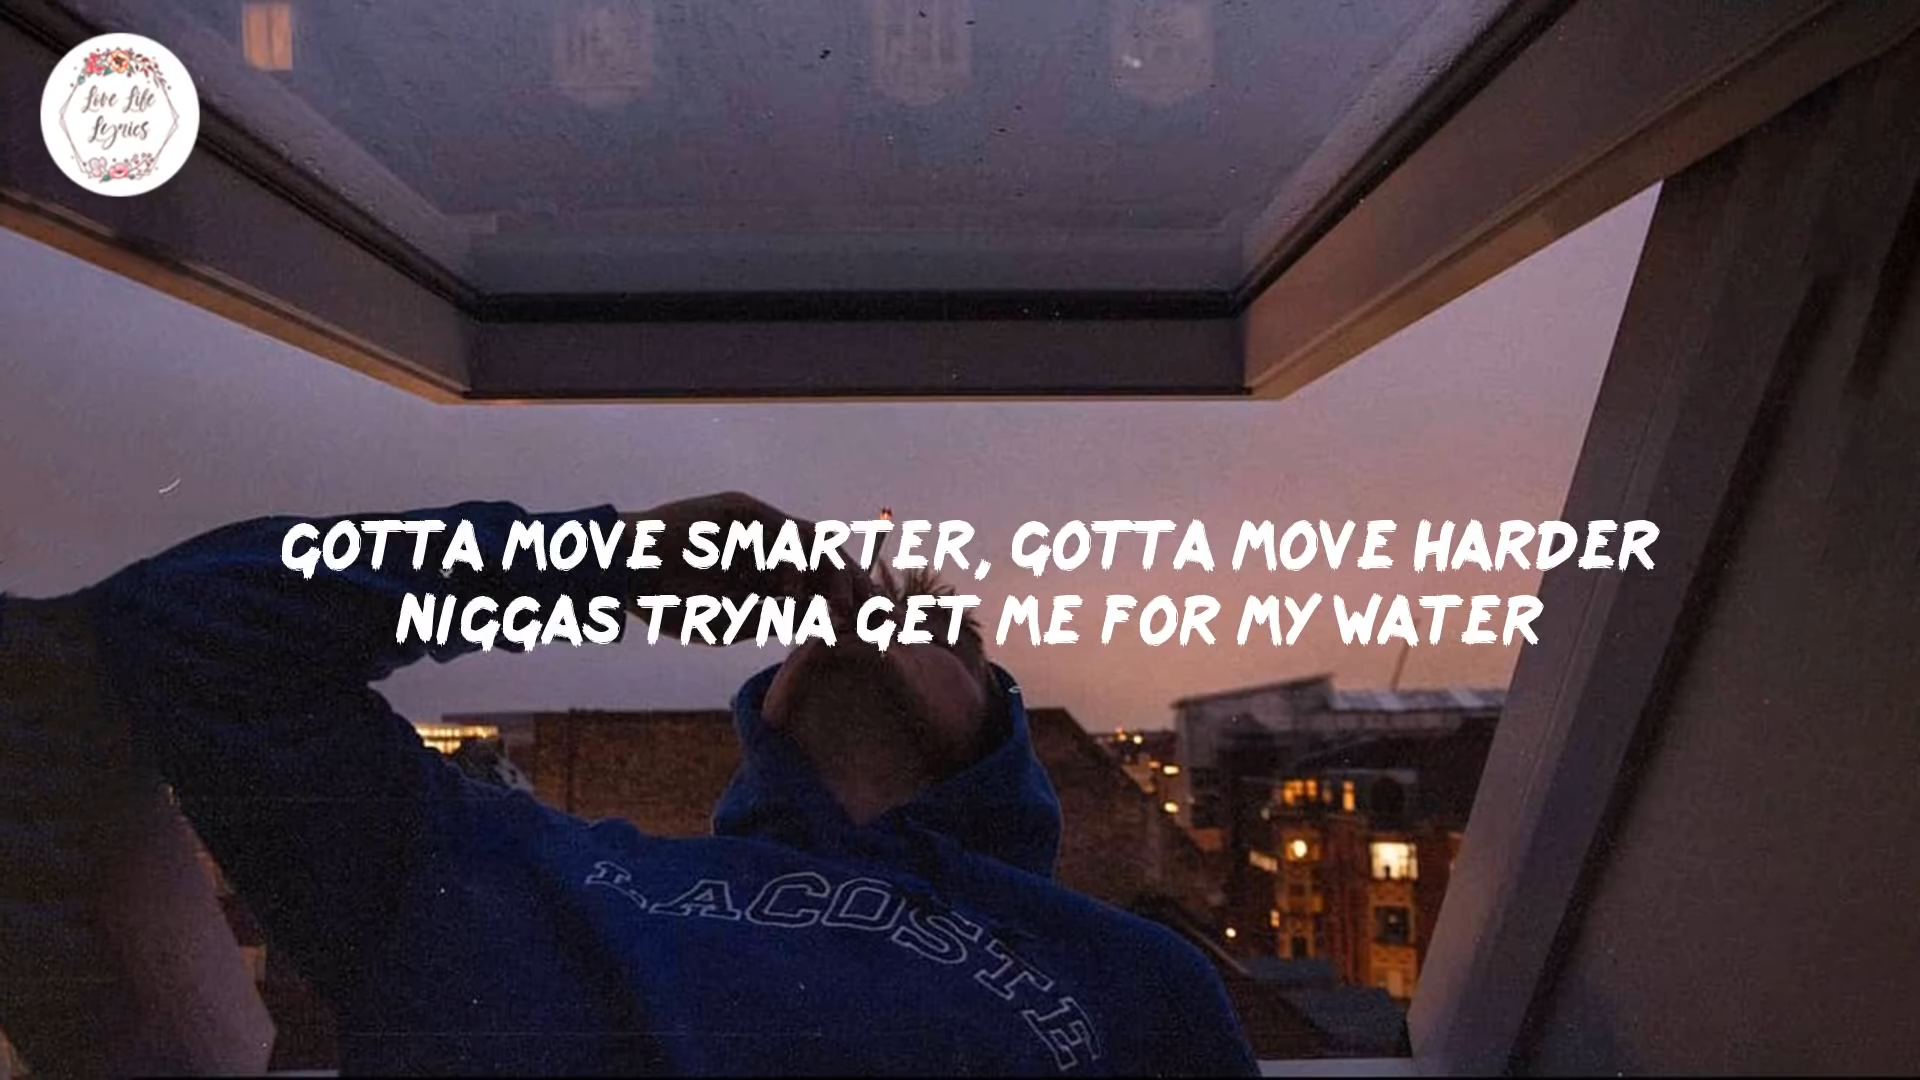 Love Life
Lyrics
GOTTA MOVE SMARTER, GOTTA MOVE HARDER
NIGGAS TRYNA GET ME FOR MY WATER
LACOSTE